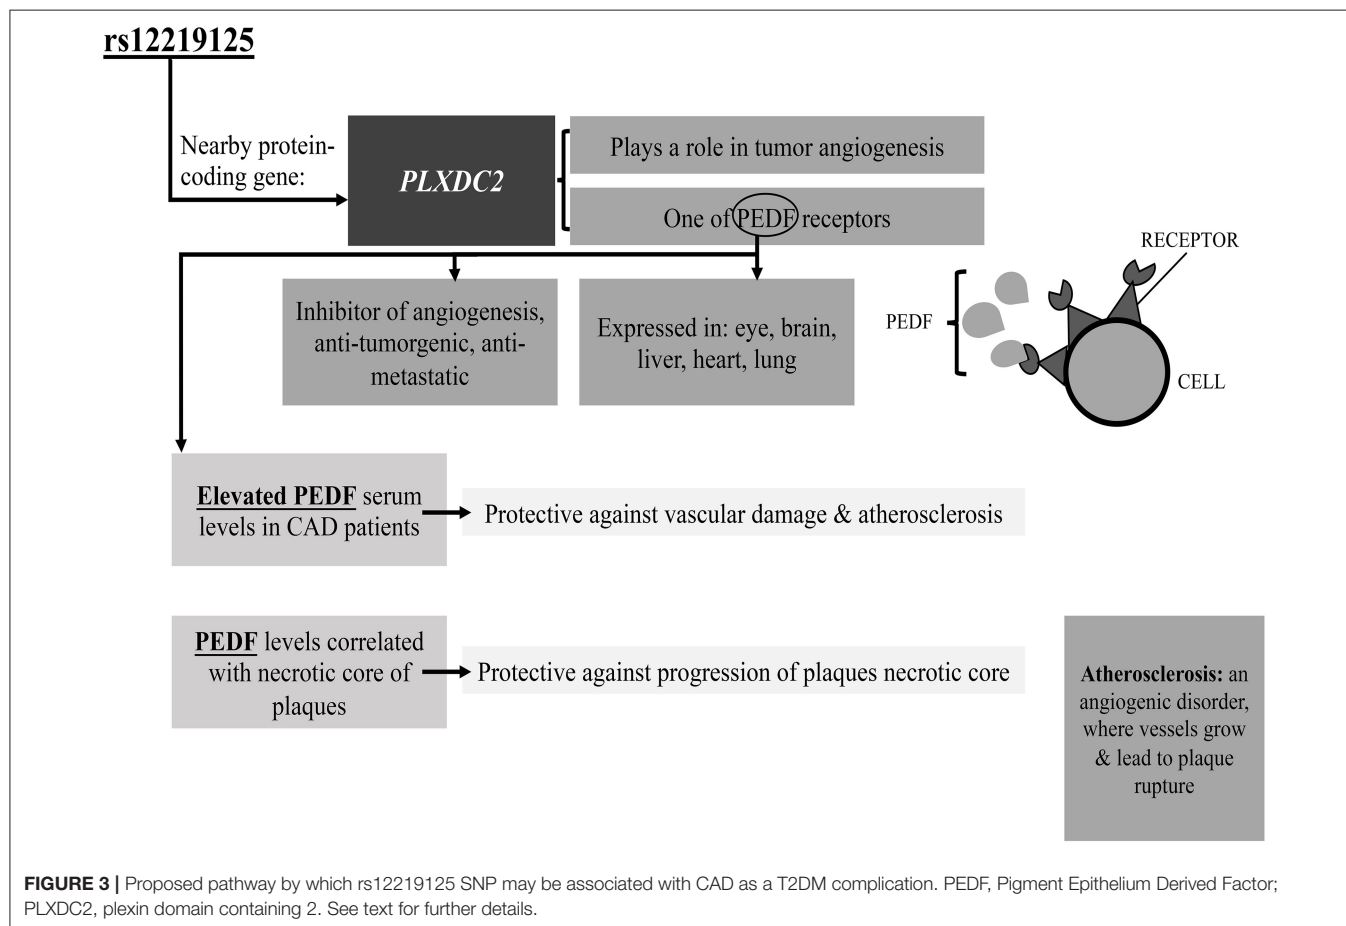 rs12219125
Nearby protein-
coding gene:
PLXDC2
Plays a role in tumor angiogenesis
One of PEDF receptors
Inhibitor of angiogenesis,
anti-tumorgenic, anti-
metastatic
Expressed in: eye, brain,
liver, heart, lung
RECEPTOR
PEDF
CELL
Elevated PEDF serum
levels in CAD patients
Protective against vascular damage & atherosclerosis
PEDF levels correlated
with necrotic core of
plaques
Protective against progression of plaques necrotic core
Atherosclerosis: an
angiogenic disorder,
where vessels grow
& lead to plaque
rupture
FIGURE 3 | Proposed pathway by which rs12219125 SNP may be associated with CAD as a T2DM complication. PEDF, Pigment Epithelium Derived Factor;
PLXDC2, plexin domain containing 2. See text for further details.